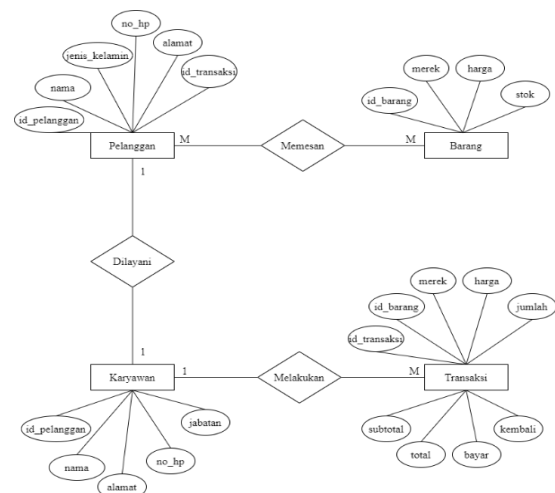 no_hp
jenis_kelamin
alamat
nama
id_transaksi
id_pelanggan
Pelanggan
M
Memesan
M
merek
harga
id_barang
stok
Barang
1
Dilayani
1
Karyawan
1
Melakukan
M
merek
harga
id_barang
jumlah
id_transaksi
Transaksi
id_pelanggan
jabatan
nama
no_hp
alamat
subtotal
kembali
total
bayar